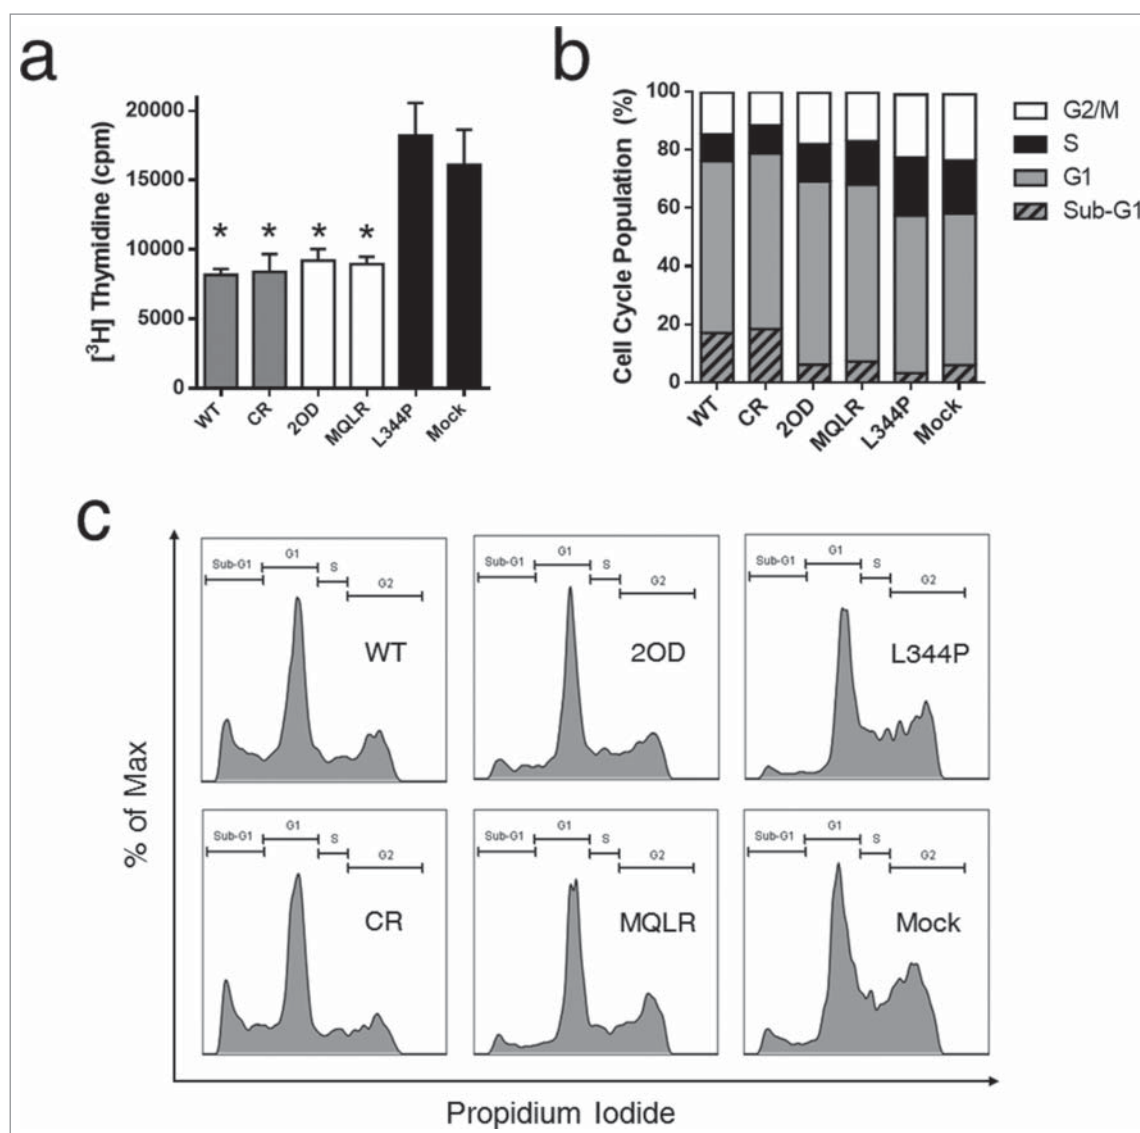 a
[³H] Thymidine (cpm)
20000
15000
10000
5000
0
* * * *
WT CR 2OD MQLR L344P Mock
b
Cell Cycle Population (%)
100
80
60
40
20
0
WT CR 2OD MQLR L344P Mock
G2/M
S
G1
Sub-G1
c
% of Max
Sub-G1 G1 S G2
WT
Sub-G1 G1 S G2
2OD
Sub-G1 G1 S G2
L344P
Sub-G1 G1 S G2
CR
Sub-G1 G1 S G2
MQLR
Sub-G1 G1 S G2
Mock
Propidium Iodide